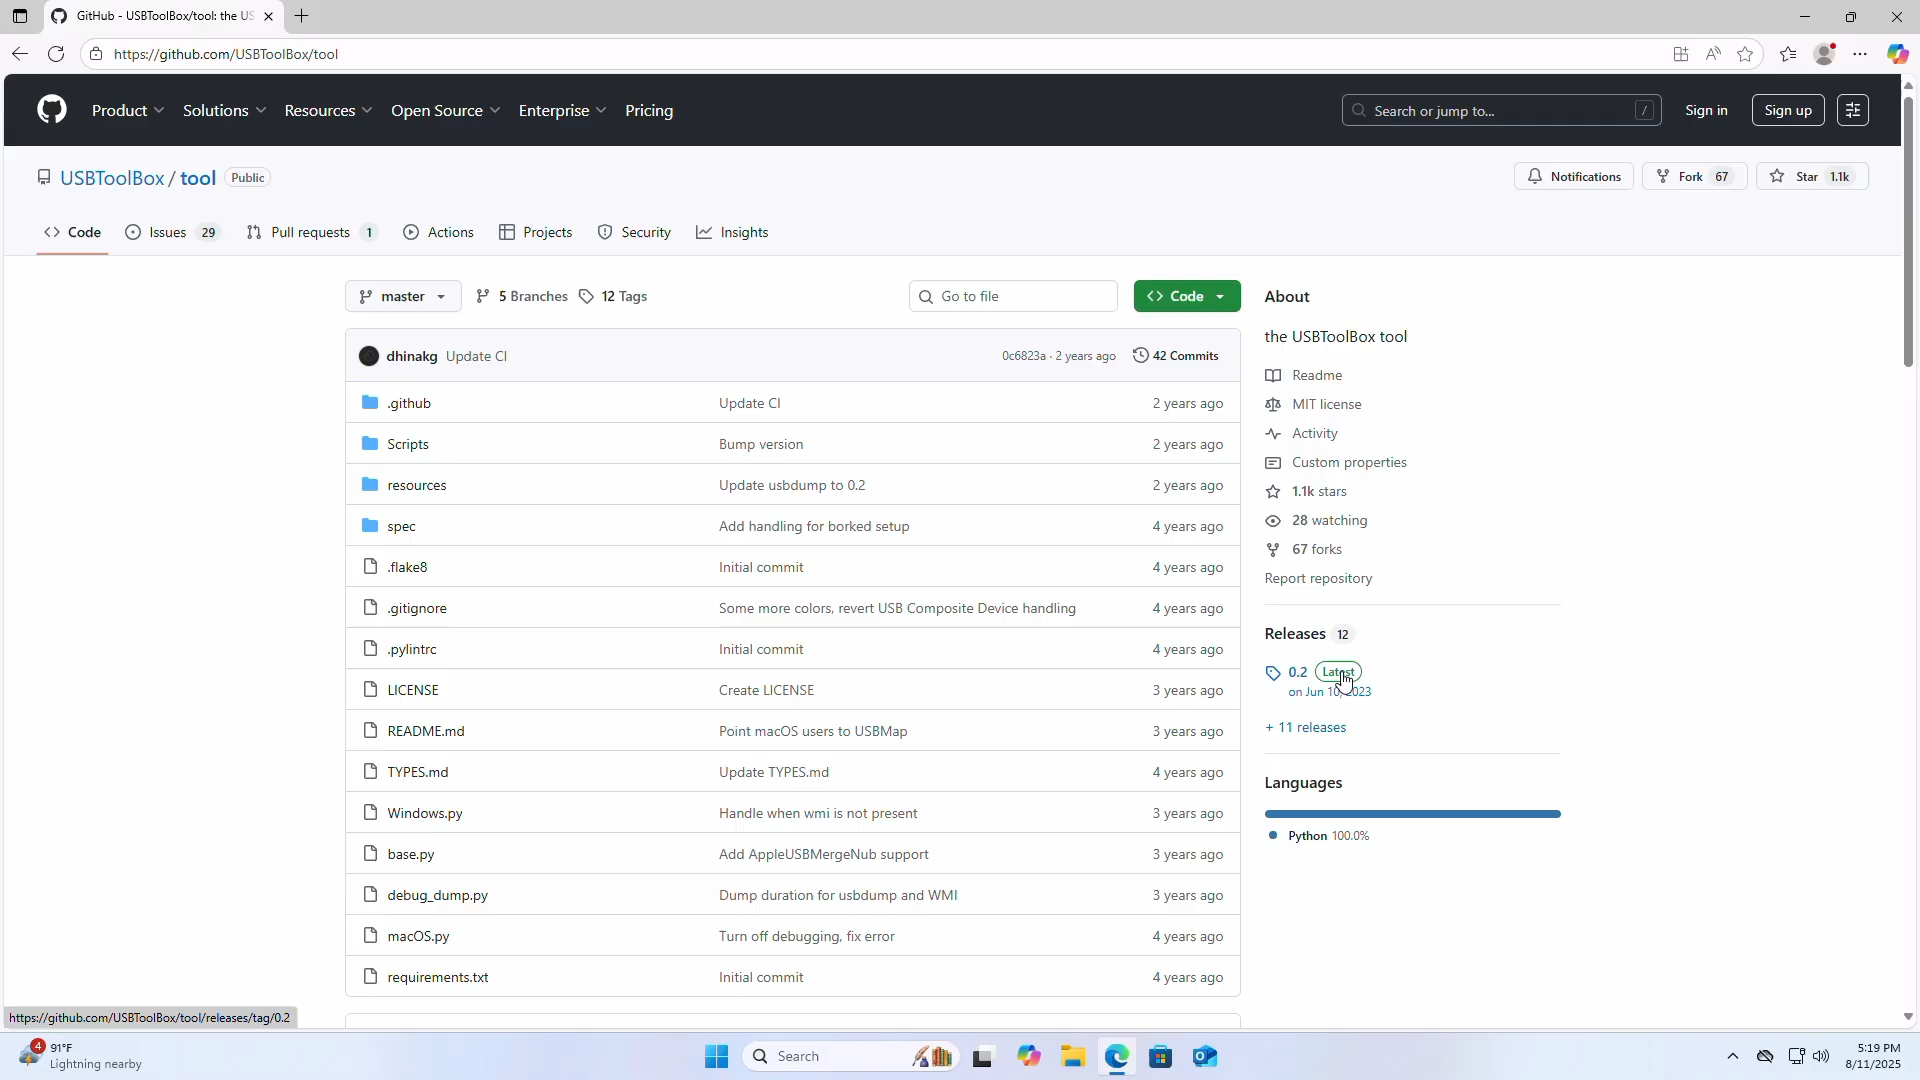 GitHub - USBToolBox/tool: the US
https://github.com/USBToolBox/tool
Product Solutions Resources Open Source Enterprise Pricing
Search or jump to... /
Sign in
Sign up
USBToolBox / tool Public
Notifications Fork 67 Star 1.1k
Code Issues 29 Pull requests 1 Actions Projects Security Insights
master 5 Branches 12 Tags
Go to file
Code
About
the USBToolBox tool
dhinakg Update CI 0c6823a · 2 years ago 42 Commits
Readme
.github Update CI 2 years ago
MIT license
Activity
Scripts Bump version 2 years ago
Custom properties
resources Update usbdump to 0.2 2 years ago
1.1k stars
28 watching
spec Add handling for borked setup 4 years ago
67 forks
.flake8 Initial commit 4 years ago
Report repository
.gitignore Some more colors, revert USB Composite Device handling 4 years ago
Releases 12
.pylintrc Initial commit 4 years ago
0.2 Latest
on Jun 10, 2023
LICENSE Create LICENSE 3 years ago
+ 11 releases
README.md Point macOS users to USBMap 3 years ago
TYPES.md Update TYPES.md 4 years ago
Languages
Windows.py Handle when wmi is not present 3 years ago
Python 100.0%
base.py Add AppleUSBMergeNub support 3 years ago
debug_dump.py Dump duration for usbdump and WMI 3 years ago
macOS.py Turn off debugging, fix error 4 years ago
requirements.txt Initial commit 4 years ago
https://github.com/USBToolBox/tool/releases/tag/0.2
4
91°F
Lightning nearby
Search
5:19 PM
8/11/2025